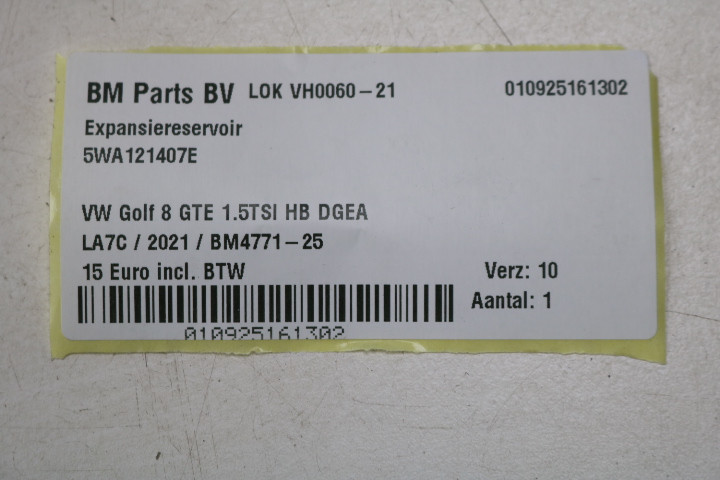 BM Parts BV LOK VH0060-21 010925161302
Expansiereservoir
5WA121407E
VW Golf 8 GTE 1.5TSI HB DGEA
LA7C / 2021 / BM4771-25
15 Euro incl. BTW Verz: 10
Aantal: 1
010925161302